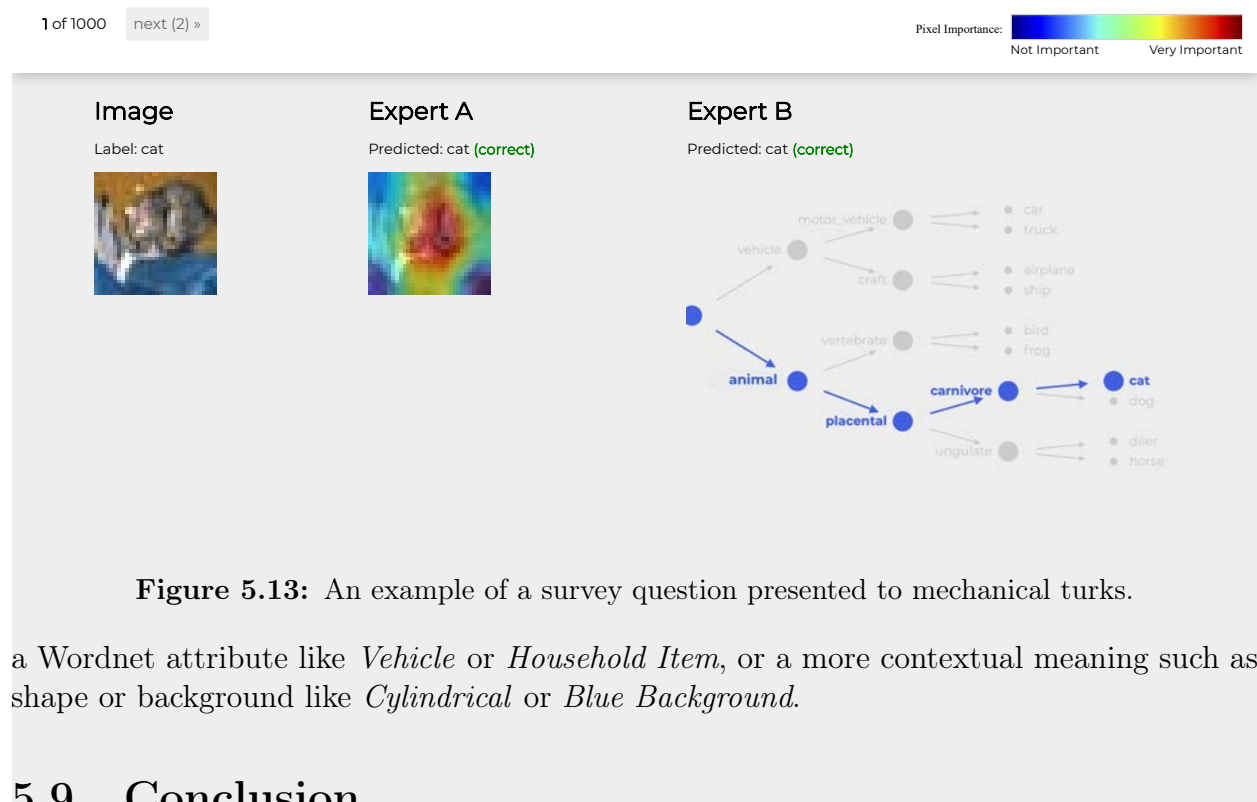 1 of 1000 next (2) »
Pixel Importance:
Not Important Very Important
Image
Label: cat
Expert A
Predicted: cat (correct)
Expert B
Predicted: cat (correct)
motor_vehicle
car
truck
vehicle
craft
airplane
ship
vertebrate
bird
frog
animal
carnivore
cat
dog
placental
ungulate
deer
horse
Figure 5.13: An example of a survey question presented to mechanical turks.
a Wordnet attribute like Vehicle or Household Item, or a more contextual meaning such as
shape or background like Cylindrical or Blue Background.
5.9 Conclusion